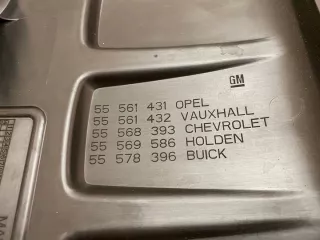 GM
55 561 431 OPEL
55 561 432 VAUXHALL
55 568 393 CHEVROLET
55 569 586 HOLDEN
55 578 396 BUICK